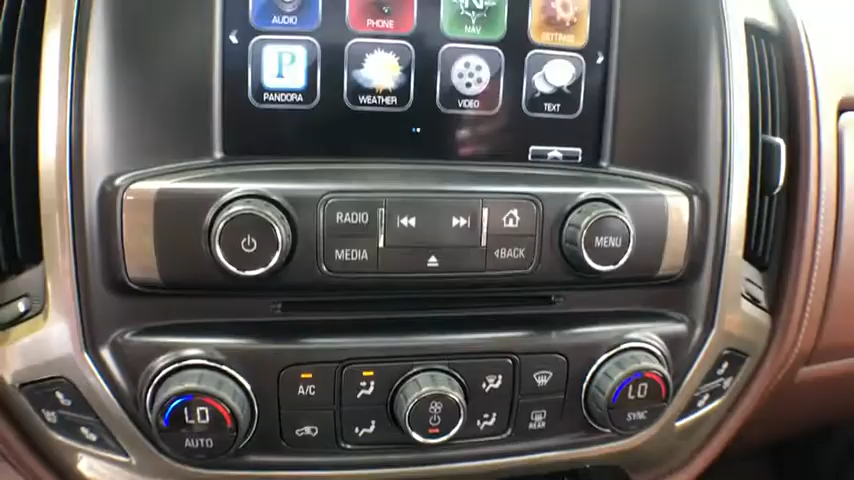 AUDIO PHONE NAV SETTINGS
P
PANDORA WEATHER VIDEO TEXT
RADIO
MEDIA
BACK
MENU
A/C
REAR
LO
AUTO
LO
SYNC